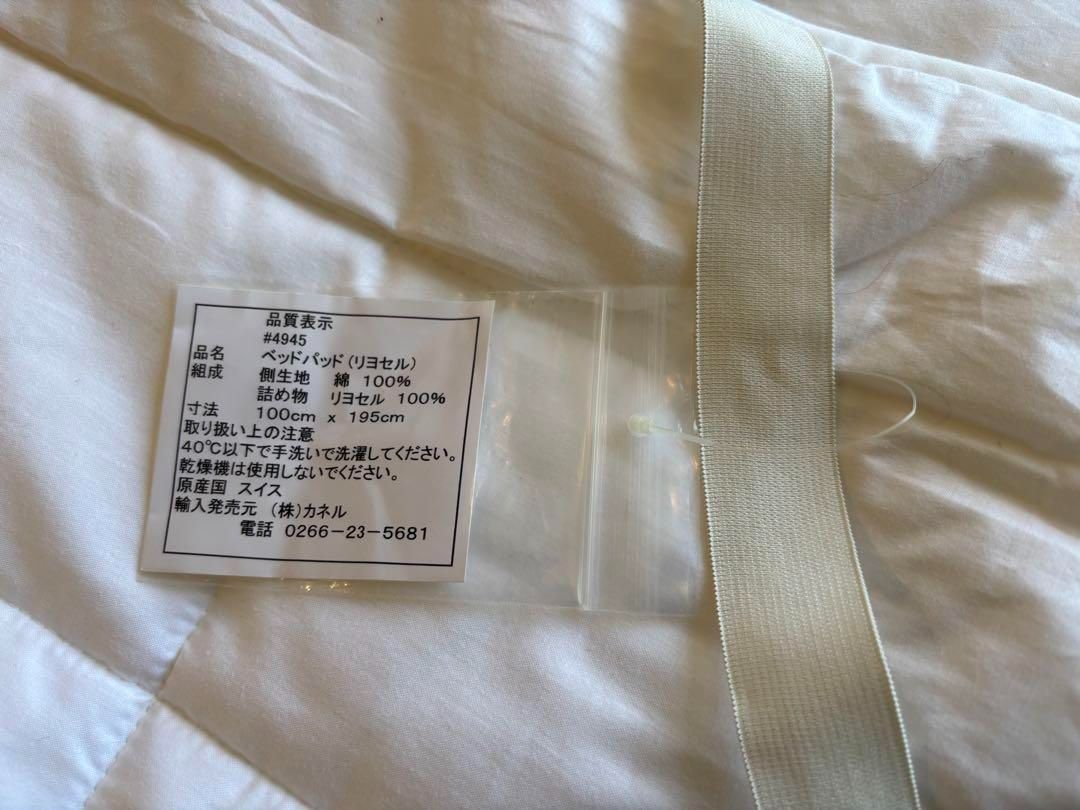 品質表示
#4945
品名 ベッドパッド(リヨセル)
組成 側生地 綿 100%
詰め物 リヨセル 100%
寸法 100cm x 195cm
取り扱い上の注意
40℃以下で手洗いで洗濯してください。
乾燥機は使用しないでください。
原産国 スイス
輸入発売元 (株)カネル
電話 0266-23-5681